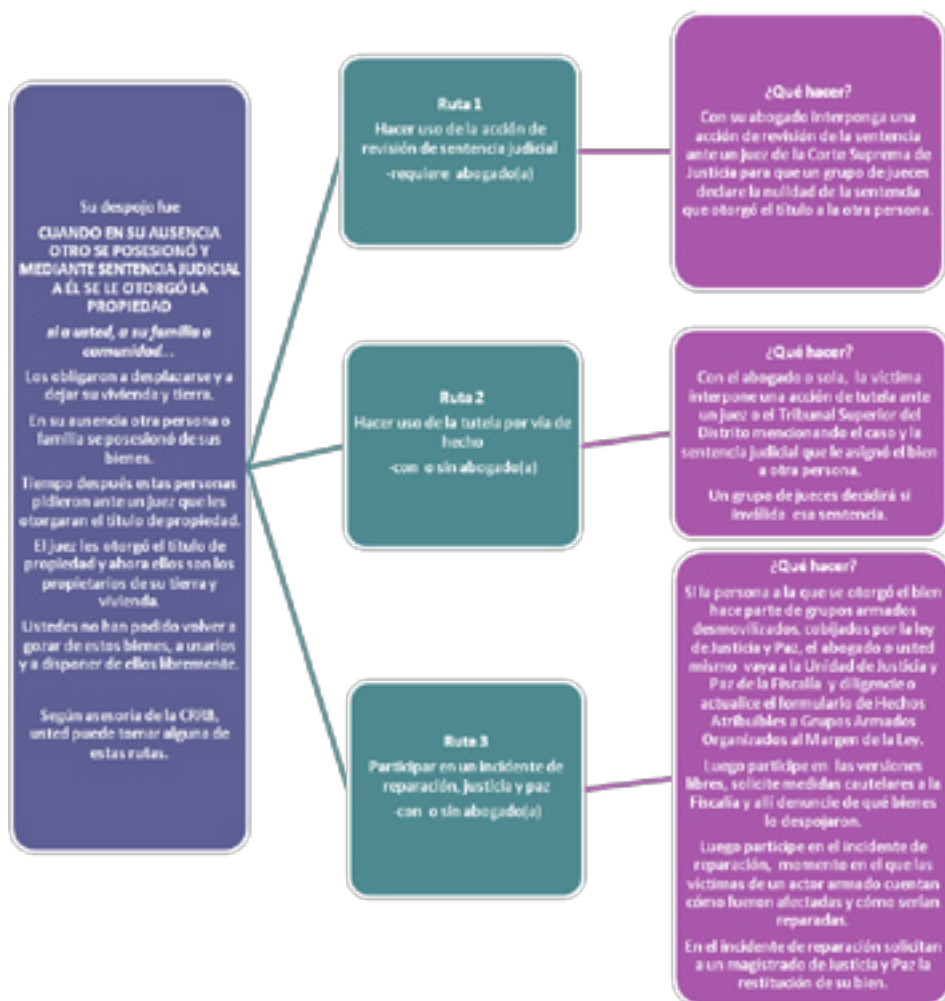 Su despojo fue
CUANDO EN SU AUSENCIA
OTRO SE POSESIONÓ Y
MEDIANTE SENTENCIA JUDICIAL
A ÉL SE LE OTORGÓ LA
PROPIEDAD
si a usted, a su familia o
comunidad...
Los obligaron a desplazarse y a
dejar su vivienda y tierra.
En su ausencia otra persona o
familia se posesionó de sus
bienes.
Tiempo después estas personas
pidieron ante un juez que les
otorgaran el título de propiedad.
El juez les otorgó el título de
propiedad y ahora ellos son los
propietarios de su tierra y
vivienda.
Ustedes no han podido volver a
gozar de estos bienes, a usarlos
y a disponer de ellos libremente.
Según asesoría de la CRRB,
usted puede tomar alguna de
estas rutas.
Ruta 1
Hacer uso de la acción de
revisión de sentencia judicial
-requiere abogado(a)
¿Qué hacer?
Con su abogado interponga una
acción de revisión de la sentencia
ante un juez de la Corte Suprema de
Justicia para que un grupo de jueces
declare la nulidad de la sentencia
que otorgó el título a la otra persona.
Ruta 2
Hacer uso de la tutela por vía de
hecho
-con o sin abogado(a)
¿Qué hacer?
Con el abogado o sola, la víctima
interpone una acción de tutela ante
un juez o el Tribunal Superior del
Distrito mencionando el caso y la
sentencia judicial que le asignó el bien
a otra persona.
Un grupo de jueces decidirá si
inválida esa sentencia.
Ruta 3
Participar en un incidente de
reparación, justicia y paz
-con o sin abogado(a)
¿Qué hacer?
Si la persona a la que se otorgó el bien
hace parte de grupos armados
desmovilizados, cobijados por la ley
de Justicia y Paz, el abogado o usted
mismo vaya a la Unidad de Justicia y
Paz de la Fiscalía y diligencie o
actualice el formulario de Hechos
Atribuibles a Grupos Armados
Organizados al Margen de la Ley.
Luego participe en las versiones
libres, solicite medidas cautelares a la
Fiscalía y allí denuncie de qué bienes
lo despojaron.
Luego participe en el incidente de
reparación, momento en el que las
víctimas de un actor armado cuentan
cómo fueron afectadas y cómo serían
reparadas.
En el incidente de reparación solicitan
a un magistrado de Justicia y Paz la
restitución de su bien.